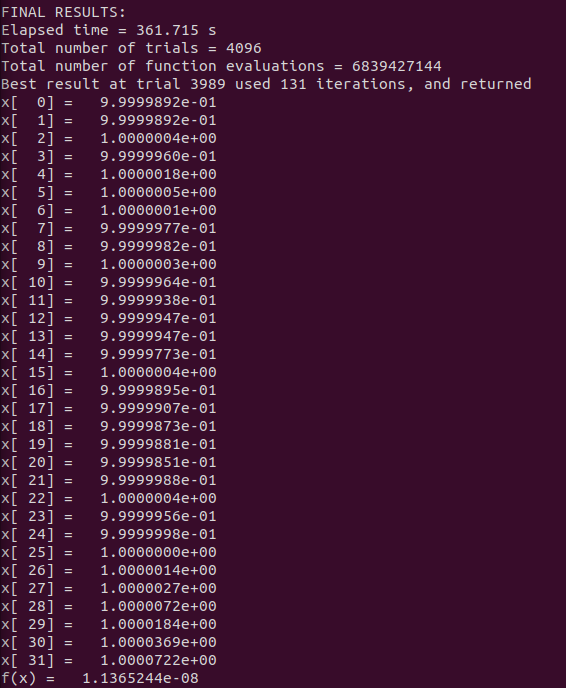 FINAL RESULTS:
Elapsed time = 361.715 s
Total number of trials = 4096
Total number of function evaluations = 6839427144
Best result at trial 3989 used 131 iterations, and returned
x[  0] =   9.9999892e-01
x[  1] =   9.9999892e-01
x[  2] =   1.0000004e+00
x[  3] =   9.9999960e-01
x[  4] =   1.0000018e+00
x[  5] =   1.0000005e+00
x[  6] =   1.0000001e+00
x[  7] =   9.9999977e-01
x[  8] =   9.9999982e-01
x[  9] =   1.0000003e+00
x[ 10] =   9.9999964e-01
x[ 11] =   9.9999938e-01
x[ 12] =   9.9999947e-01
x[ 13] =   9.9999947e-01
x[ 14] =   9.9999773e-01
x[ 15] =   1.0000004e+00
x[ 16] =   9.9999895e-01
x[ 17] =   9.9999907e-01
x[ 18] =   9.9999873e-01
x[ 19] =   9.9999881e-01
x[ 20] =   9.9999851e-01
x[ 21] =   9.9999988e-01
x[ 22] =   1.0000004e+00
x[ 23] =   9.9999956e-01
x[ 24] =   9.9999998e-01
x[ 25] =   1.0000000e+00
x[ 26] =   1.0000014e+00
x[ 27] =   1.0000027e+00
x[ 28] =   1.0000072e+00
x[ 29] =   1.0000184e+00
x[ 30] =   1.0000369e+00
x[ 31] =   1.0000722e+00
f(x) =   1.1365244e-08